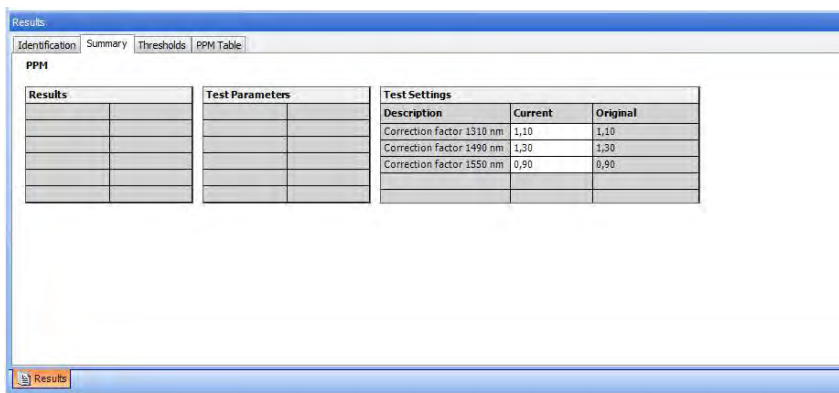 Results
Identification Summary Thresholds PPM Table
PPM
Results Test Parameters Test Settings
Description Current Original
Correction factor 1310 nm 1,10 1,10
Correction factor 1490 nm 1,30 1,30
Correction factor 1550 nm 0,90 0,90
Results